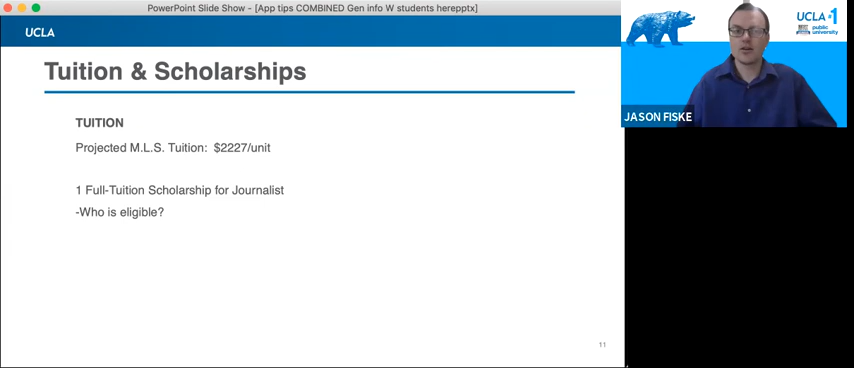 PowerPoint Slide Show - [App tips COMBINED Gen info W students herepptx]
UCLA
Tuition & Scholarships
TUITION
Projected M.L.S. Tuition: $2227/unit
1 Full-Tuition Scholarship for Journalist
-Who is eligible?
11
UCLA #1
public
university
JASON FISKE